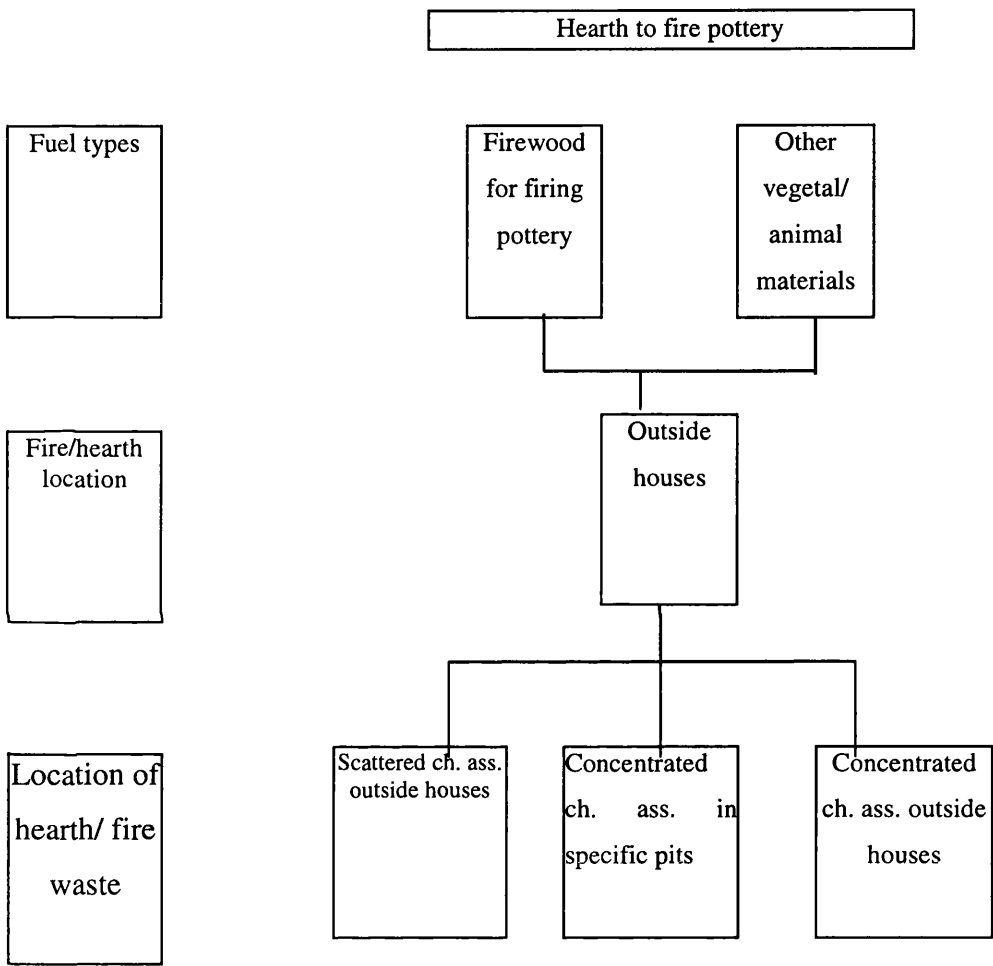 Hearth to fire pottery
Fuel types
Firewood
for firing
pottery
Other
vegetal/
animal
materials
Fire/hearth
location
Outside
houses
Location of
hearth/ fire
waste
Scattered ch. ass.
outside houses
Concentrated
ch. ass. in
specific pits
Concentrated
ch. ass. outside
houses